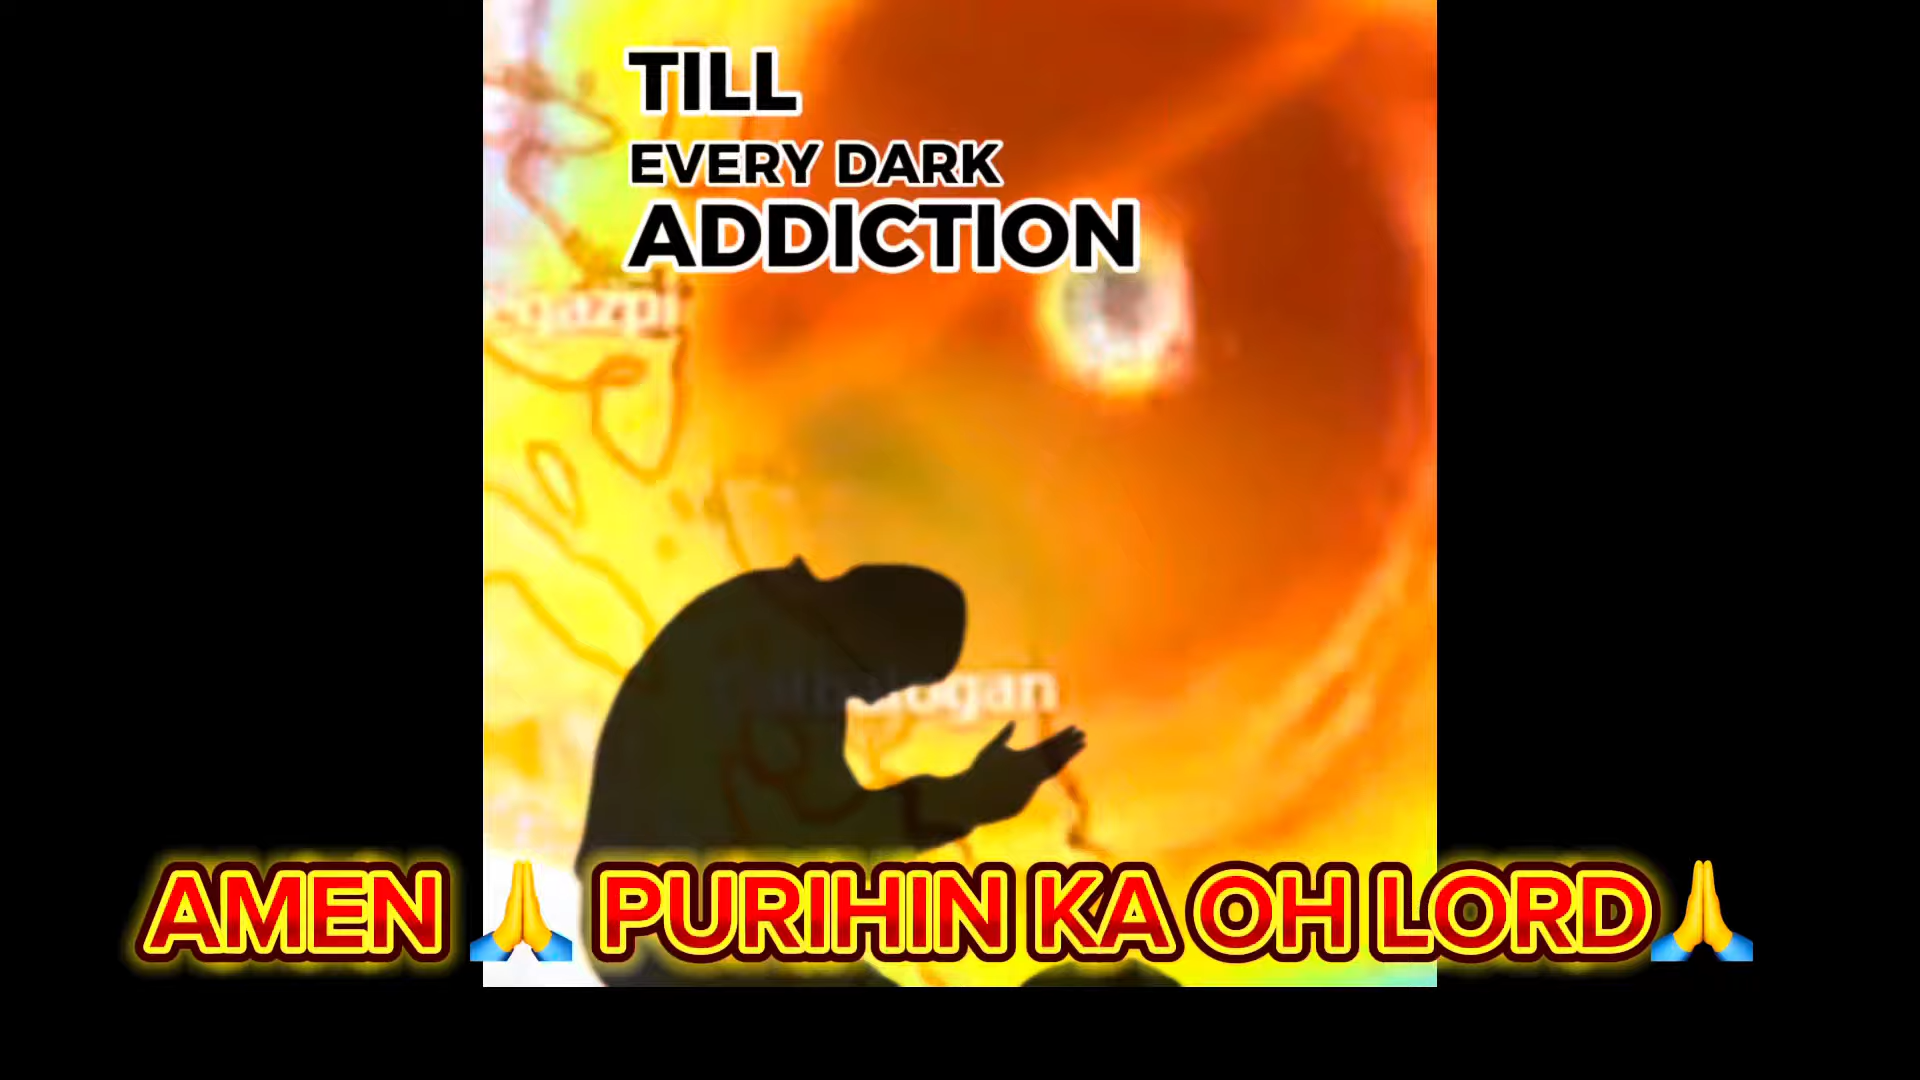 TILL
EVERY DARK
ADDICTION
AMEN 🙏 PURIHIN KA OH LORD🙏